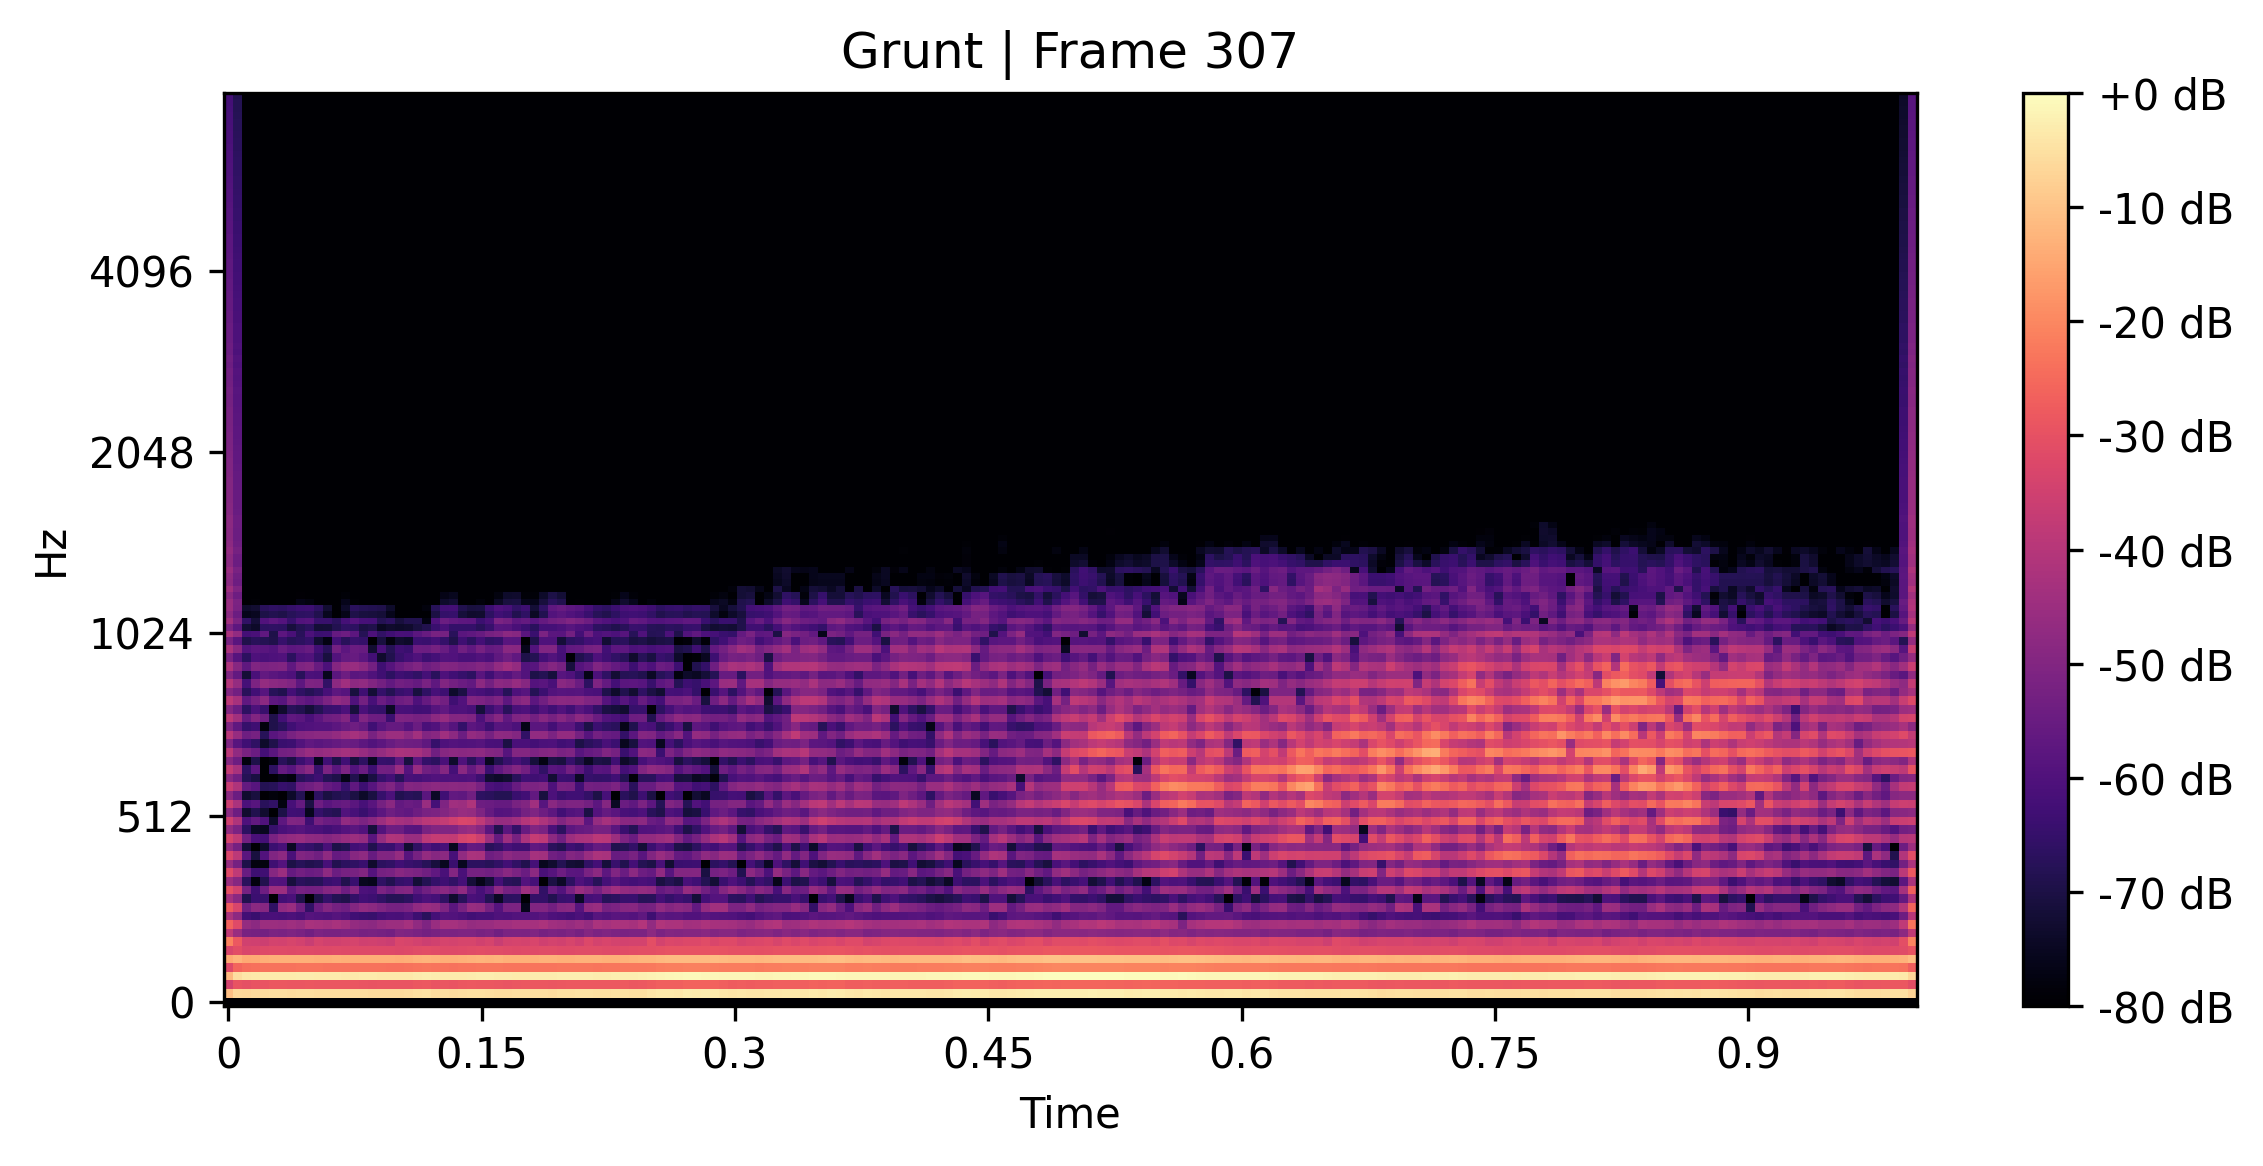 Grunt | Frame 307
Hz
4096
2048
1024
512
0
0 0.15 0.3 0.45 0.6 0.75 0.9
Time
+0 dB
-10 dB
-20 dB
-30 dB
-40 dB
-50 dB
-60 dB
-70 dB
-80 dB